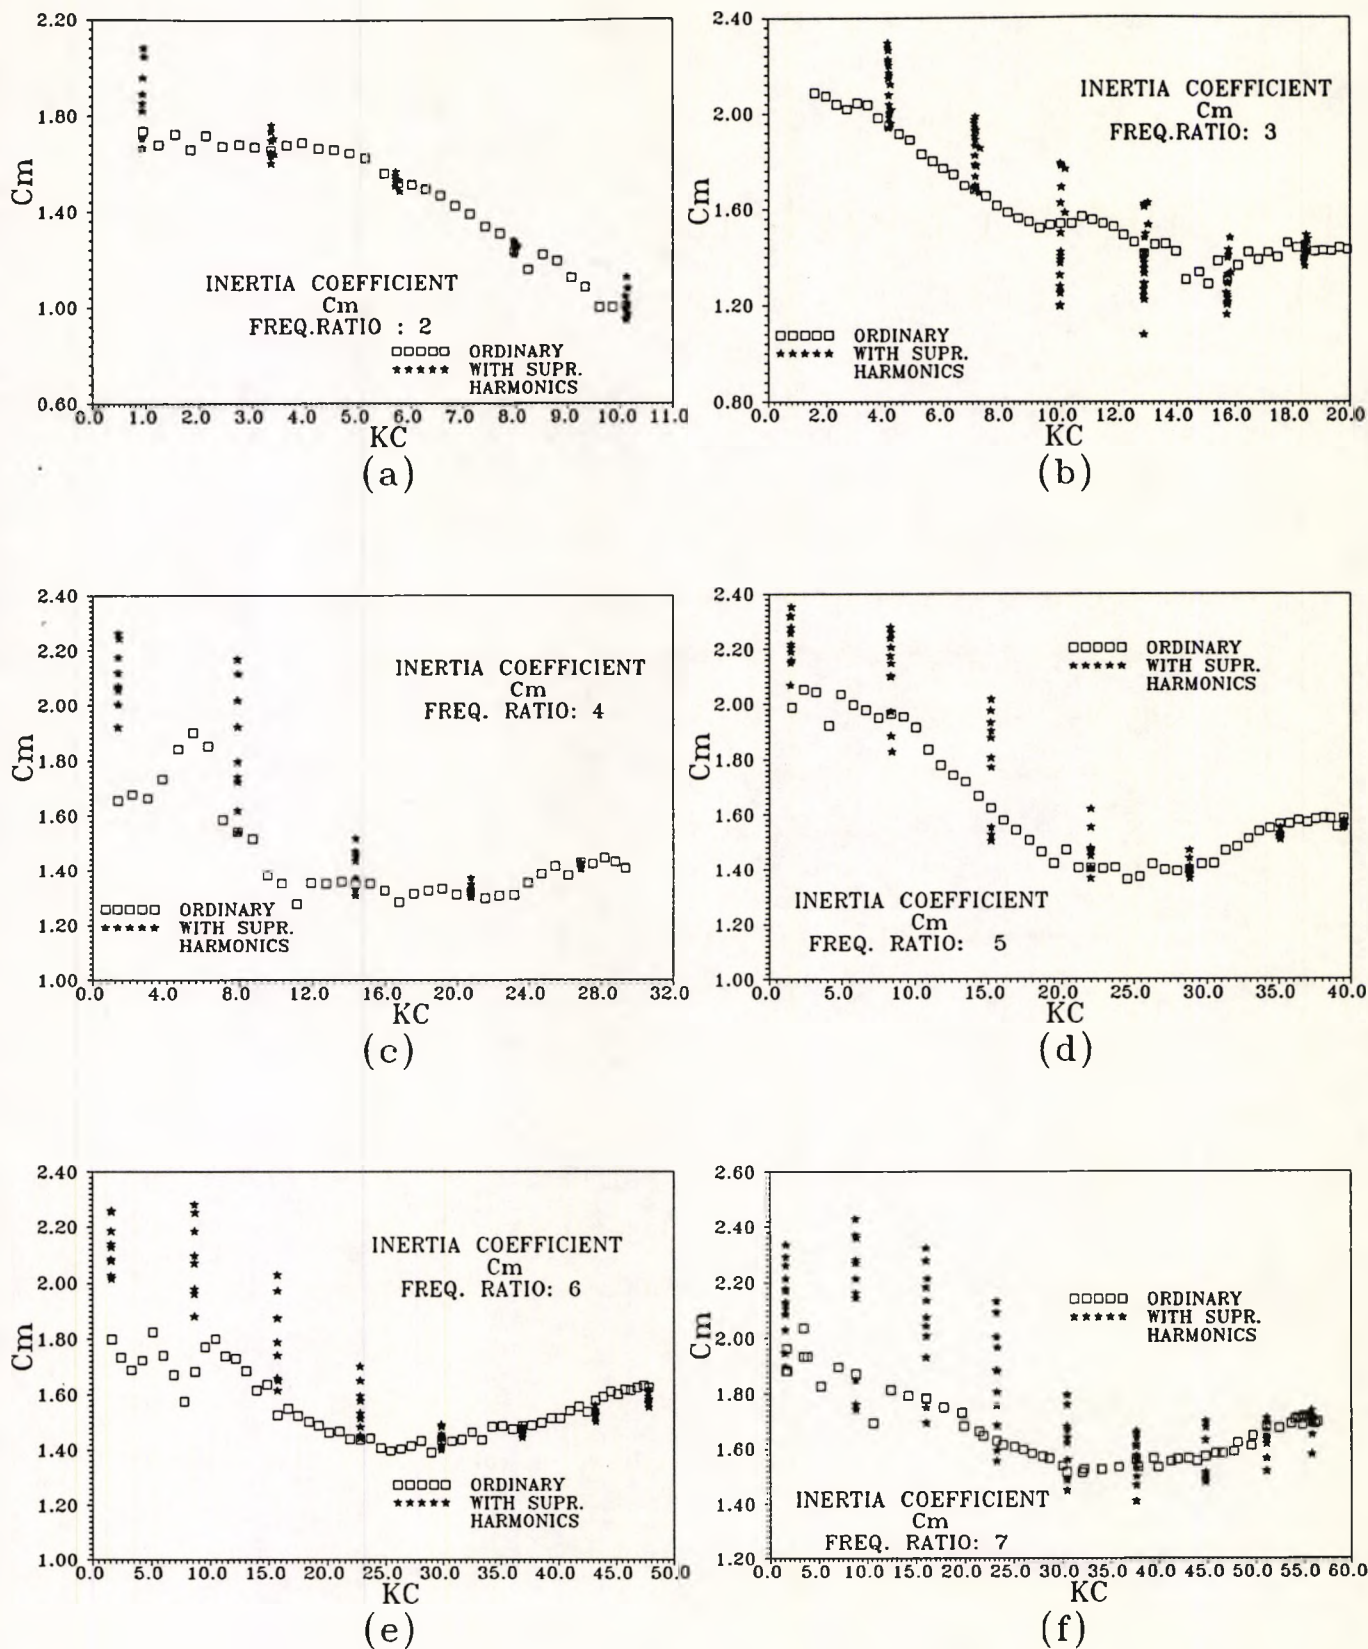 2.20
1.80
1.40
1.00
0.60
Cm
INERTIA COEFFICIENT
Cm
FREQ.RATIO : 2
□□□□□ ORDINARY
★★★★★ WITH SUPR.
HARMONICS
0.0 1.0 2.0 3.0 4.0 5.0 6.0 7.0 8.0 9.0 10.0 11.0
KC
(a)
2.40
2.00
1.60
1.20
0.80
Cm
INERTIA COEFFICIENT
Cm
FREQ.RATIO: 3
□□□□□ ORDINARY
★★★★★ WITH SUPR.
HARMONICS
0.0 2.0 4.0 6.0 8.0 10.0 12.0 14.0 16.0 18.0 20.0
KC
(b)
2.40
2.20
2.00
1.80
1.60
1.40
1.20
1.00
Cm
INERTIA COEFFICIENT
Cm
FREQ. RATIO: 4
□□□□□ ORDINARY
★★★★★ WITH SUPR.
HARMONICS
0.0 4.0 8.0 12.0 16.0 20.0 24.0 28.0 32.0
KC
(c)
2.40
2.20
2.00
1.80
1.60
1.40
1.20
1.00
Cm
□□□□□ ORDINARY
★★★★★ WITH SUPR.
HARMONICS
INERTIA COEFFICIENT
Cm
FREQ. RATIO: 5
0.0 5.0 10.0 15.0 20.0 25.0 30.0 35.0 40.0
KC
(d)
2.40
2.20
2.00
1.80
1.60
1.40
1.20
1.00
Cm
INERTIA COEFFICIENT
Cm
FREQ. RATIO: 6
□□□□□ ORDINARY
★★★★★ WITH SUPR.
HARMONICS
0.0 5.0 10.0 15.0 20.0 25.0 30.0 35.0 40.0 45.0 50.0
KC
(e)
2.60
2.40
2.20
2.00
1.80
1.60
1.40
1.20
Cm
□□□□□ ORDINARY
★★★★★ WITH SUPR.
HARMONICS
INERTIA COEFFICIENT
Cm
FREQ. RATIO: 7
0.0 5.0 10.0 15.0 20.0 25.0 30.0 35.0 40.0 45.0 50.0 55.0 60.0
KC
(f)